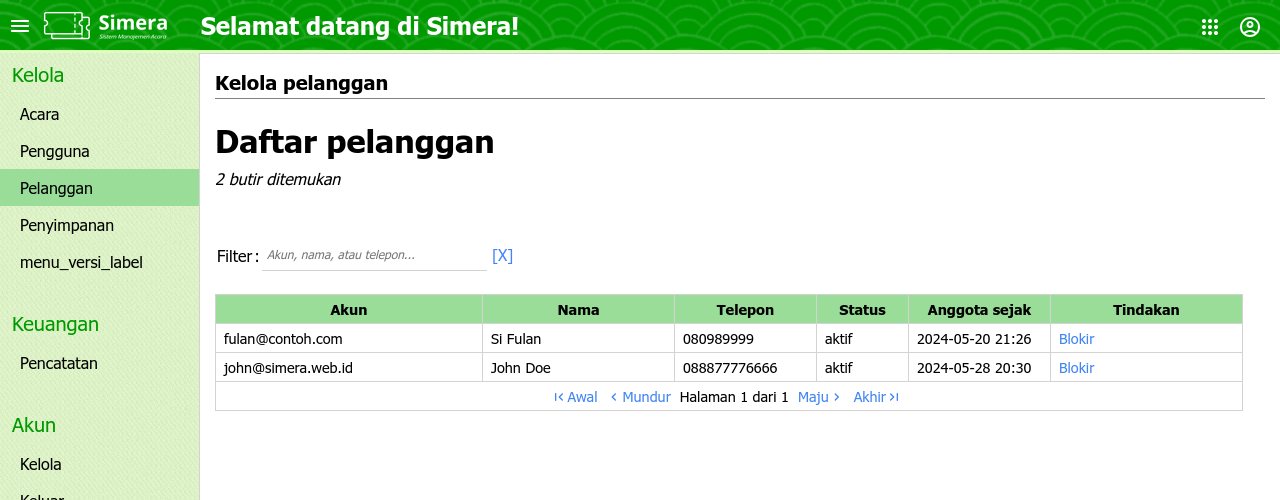 Simera
Sistem Manajemen Acara
Selamat datang di Simera!
Kelola
Acara
Pengguna
Pelanggan
Penyimpanan
menu_versi_label
Keuangan
Pencatatan
Akun
Kelola
Keluar
Kelola pelanggan
Daftar pelanggan
2 butir ditemukan
Filter : Akun, nama, atau telepon... [X]
Akun Nama Telepon Status Anggota sejak Tindakan
fulan@contoh.com Si Fulan 080989999 aktif 2024-05-20 21:26 Blokir
john@simera.web.id John Doe 088877776666 aktif 2024-05-28 20:30 Blokir
Awal Mundur Halaman 1 dari 1 Maju Akhir